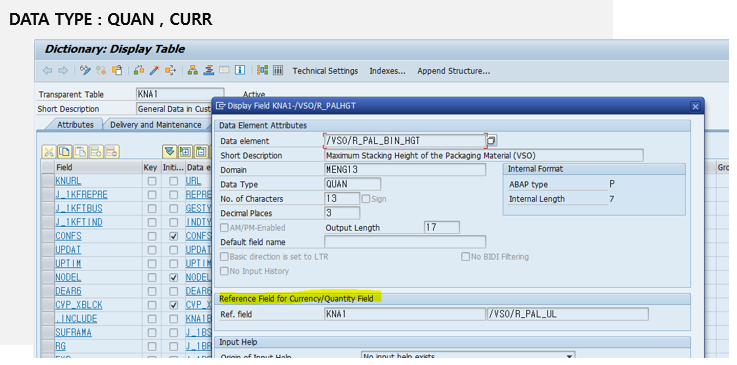 DATA TYPE : QUAN , CURR
Dictionary: Display Table
Technical Settings Indexes... Append Structure...
Transparent Table KNA1 Active
Short Description General Data in Cust
Attributes Delivery and Maintenance
Field Key Initi... Data e
KNURL URL
J_1KFREPRE REPRE
J_1KFTBUS GESTY
J_1KFTIND INDTY
CONFS CONFS
UPDAT UPDAT
UPTIM UPTIM
NODEL NODEL
DEAR6 DEAR6
CVP_XBLCK CVP_X
.INCLUDE KNA1B
SUFRAMA J_1BS
RG J_1BR
Gro
Display Field KNA1-/VSO/R_PALHGT
Data Element Attributes
Data element /VSO/R_PAL_BIN_HGT
Short Description Maximum Stacking Height of the Packaging Material (VSO)
Domain MENG13 Internal Format
Data Type QUAN ABAP type P
No. of Characters 13 Sign Internal Length 7
Decimal Places 3
AM/PM-Enabled Output Length 17
Default field name
Basic direction is set to LTR No BIDI Filtering
No Input History
Reference Field for Currency/Quantity Field
Ref. field KNA1 /VSO/R_PAL_UL
Input Help
Origin of Input Help No input help exists